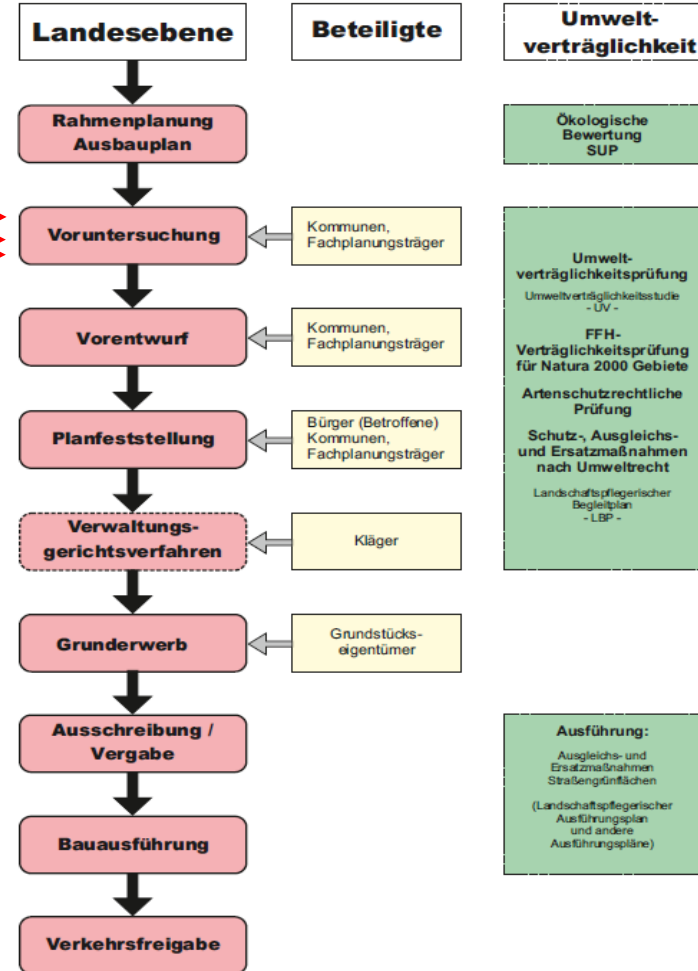 Landesebene
Beteiligte
Umwelt-
verträglichkeit
Rahmenplanung
Ausbauplan
Ökologische
Bewertung
SUP
Voruntersuchung
Kommunen,
Fachplanungsträger
Vorentwurf
Kommunen,
Fachplanungsträger
Planfeststellung
Bürger (Betroffene)
Kommunen,
Fachplanungsträger
Verwaltungs-
gerichtsverfahren
Kläger
Grunderwerb
Grundstücks-
eigentümer
Umwelt-
verträglichkeitsprüfung
Umweltverträglichkeitsstudie
- UV -
FFH-
Verträglichkeitsprüfung
für Natura 2000 Gebiete
Artenschutzrechtliche
Prüfung
Schutz-, Ausgleichs-
und Ersatzmaßnahmen
nach Umweltrecht
Landschaftspflegerischer
Begleitplan
- LBP -
Ausschreibung /
Vergabe
Bauausführung
Verkehrsfreigabe
Ausführung:
Ausgleichs- und
Ersatzmaßnahmen
Straßengrünflächen
(Landschaftspflegerischer
Ausführungsplan
und andere
Ausführungspläne)